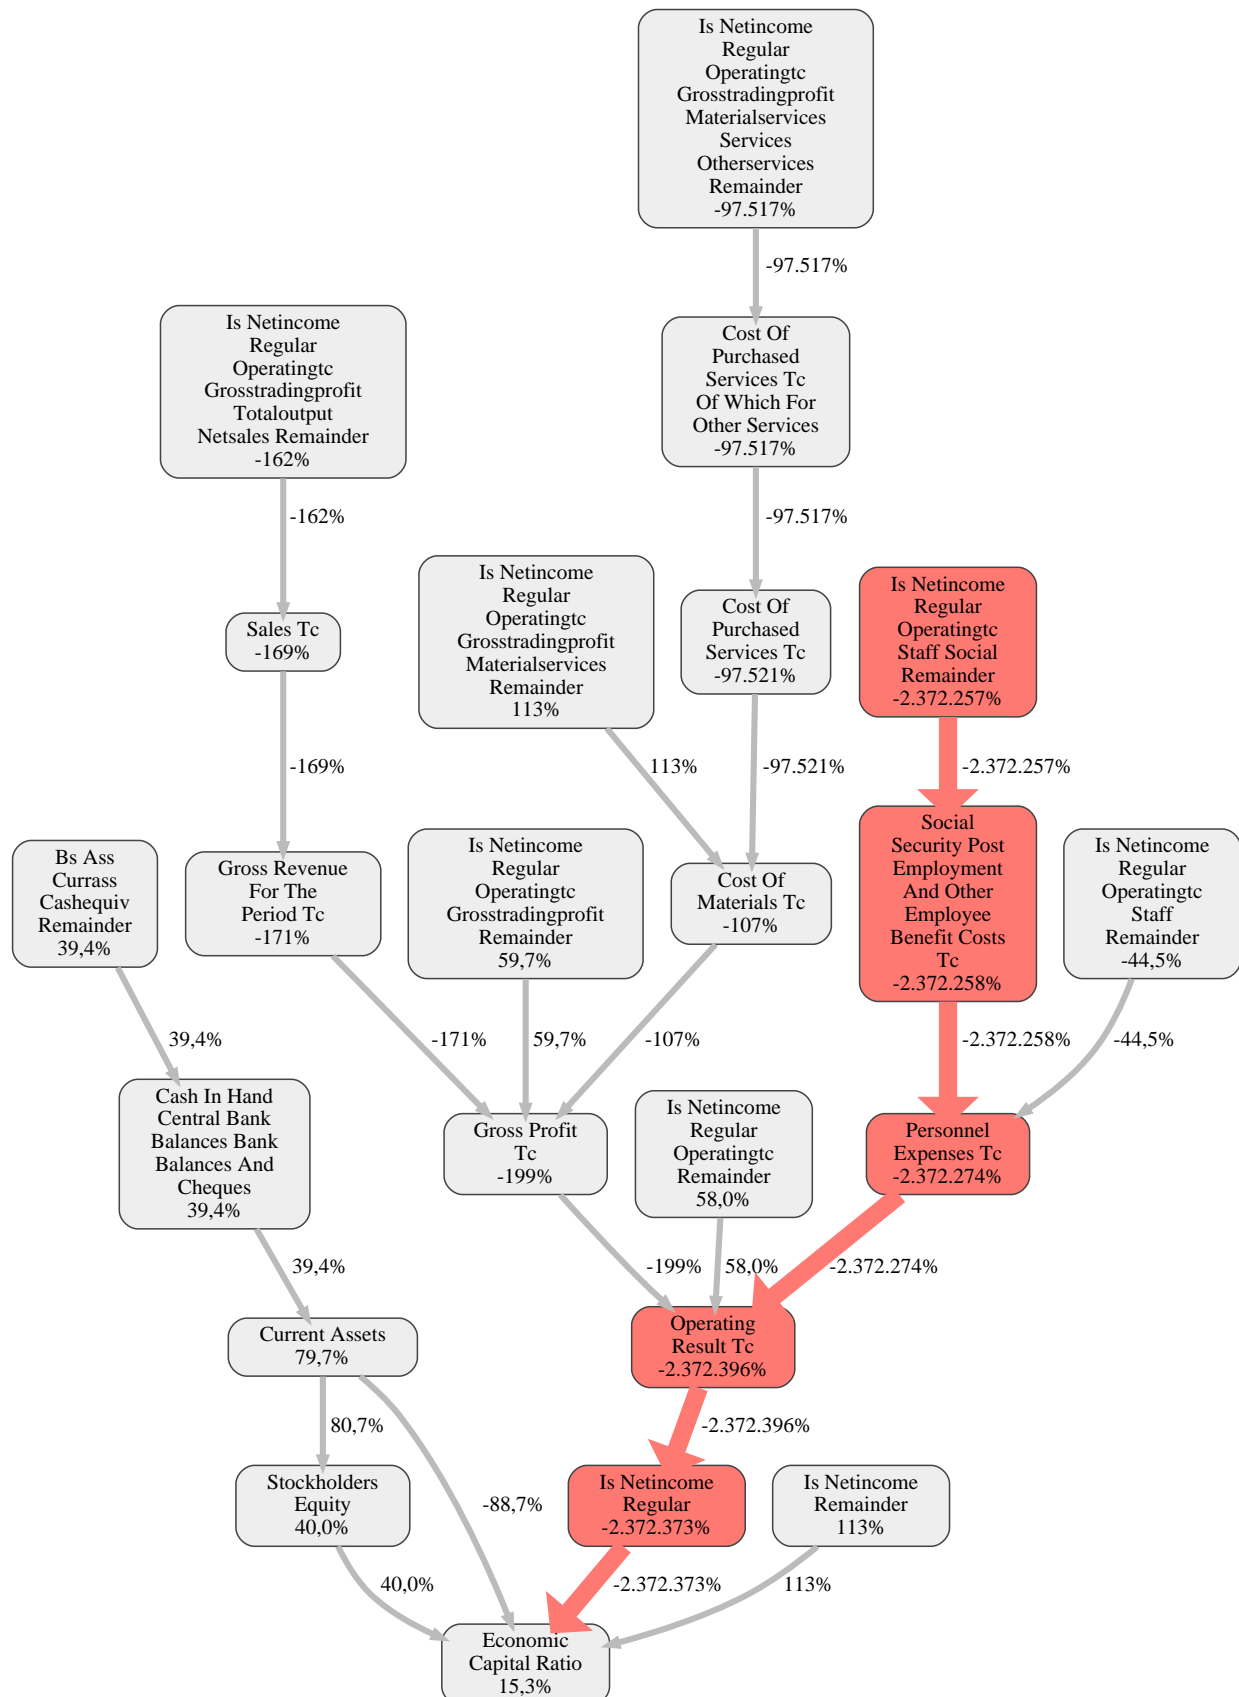 Is Netincome
Regular
Operatingtc
Grosstradingprofit
Materialservices
Services
Otherservices
Remainder
-97.517%
-97.517%
Is Netincome
Regular
Operatingtc
Grosstradingprofit
Totaloutput
Netsales Remainder
-162%
Cost Of
Purchased
Services Tc
Of Which For
Other Services
-97.517%
-162%
-97.517%
Is Netincome
Regular
Operatingtc
Grosstradingprofit
Materialservices
Remainder
113%
Is Netincome
Regular
Operatingtc
Staff Social
Remainder
-2.372.257%
Sales Tc
-169%
Cost Of
Purchased
Services Tc
-97.521%
-169%
113%
-97.521%
-2.372.257%
Bs Ass
Currass
Cashequiv
Remainder
39,4%
Gross Revenue
For The
Period Tc
-171%
Is Netincome
Regular
Operatingtc
Grosstradingprofit
Remainder
59,7%
Cost Of
Materials Tc
-107%
Social
Security Post
Employment
And Other
Employee
Benefit Costs
Tc
-2.372.258%
Is Netincome
Regular
Operatingtc
Staff
Remainder
-44,5%
39,4%
-171%
59,7%
-107%
-2.372.258%
-44,5%
Cash In Hand
Central Bank
Balances Bank
Balances And
Cheques
39,4%
Gross Profit
Tc
-199%
Is Netincome
Regular
Operatingtc
Remainder
58,0%
Personnel
Expenses Tc
-2.372.274%
39,4%
-199%
58,0%
-2.372.274%
Current Assets
79,7%
Operating
Result Tc
-2.372.396%
80,7%
-2.372.396%
Stockholders
Equity
40,0%
-88,7%
Is Netincome
Regular
-2.372.373%
Is Netincome
Remainder
113%
40,0%
-2.372.373%
113%
Economic
Capital Ratio
15,3%